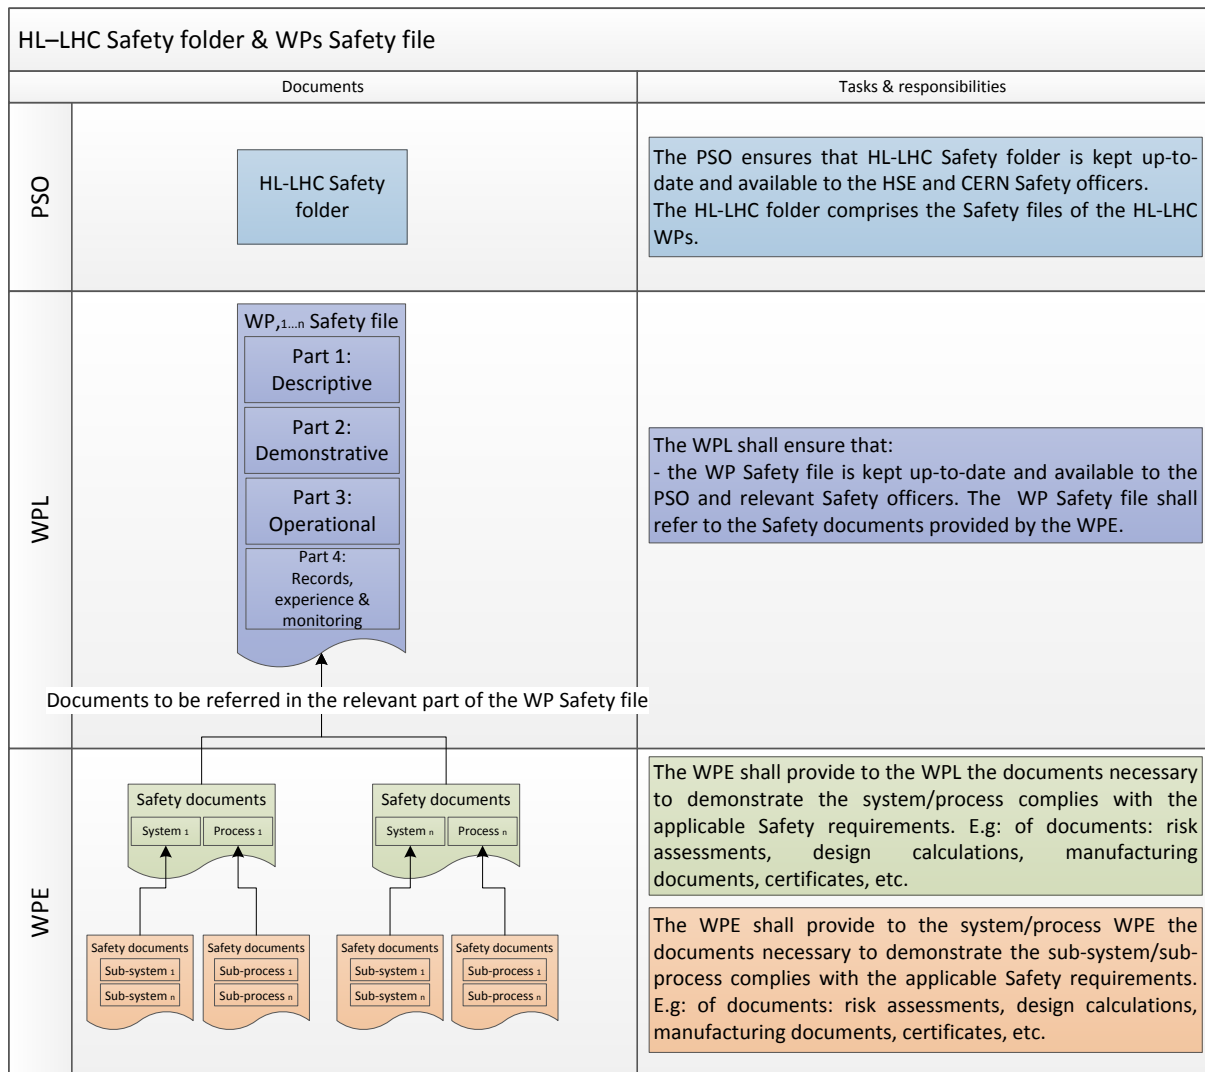 HL–LHC Safety folder & WPs Safety file
Documents
Tasks & responsibilities
PSO
HL-LHC Safety
folder
The PSO ensures that HL-LHC Safety folder is kept up-to-
date and available to the HSE and CERN Safety officers.
The HL-LHC folder comprises the Safety files of the HL-LHC
WPs.
WPL
WP,1...n Safety file
Part 1:
Descriptive
Part 2:
Demonstrative
Part 3:
Operational
Part 4:
Records,
experience &
monitoring
The WPL shall ensure that:
- the WP Safety file is kept up-to-date and available to the
PSO and relevant Safety officers. The WP Safety file shall
refer to the Safety documents provided by the WPE.
Documents to be referred in the relevant part of the WP Safety file
WPE
Safety documents
System 1
Process 1
Safety documents
System n
Process n
Safety documents
Sub-system 1
Sub-system n
Safety documents
Sub-process 1
Sub-process n
Safety documents
Sub-system 1
Sub-system n
Safety documents
Sub-process 1
Sub-process n
The WPE shall provide to the WPL the documents necessary
to demonstrate the system/process complies with the
applicable Safety requirements. E.g: of documents: risk
assessments, design calculations, manufacturing
documents, certificates, etc.
The WPE shall provide to the system/process WPE the
documents necessary to demonstrate the sub-system/sub-
process complies with the applicable Safety requirements.
E.g: of documents: risk assessments, design calculations,
manufacturing documents, certificates, etc.